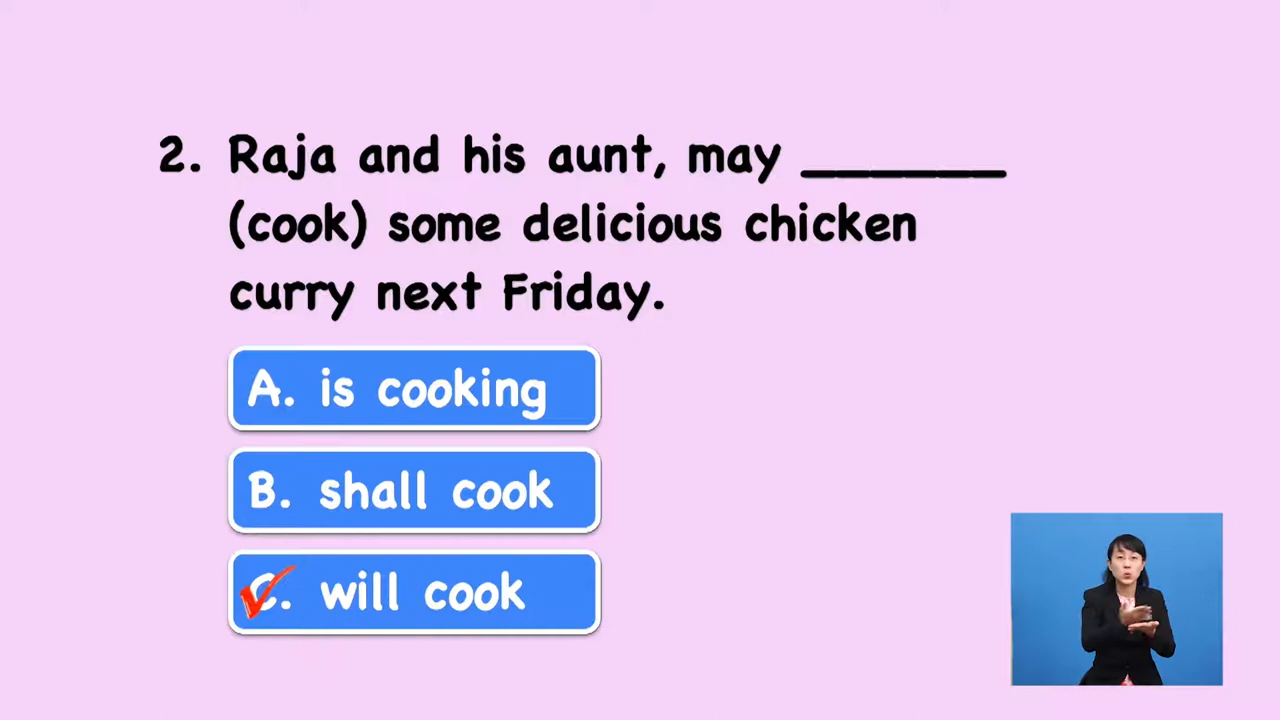 2. Raja and his aunt, may ______
(cook) some delicious chicken
curry next Friday.
A. is cooking
B. shall cook
C. will cook